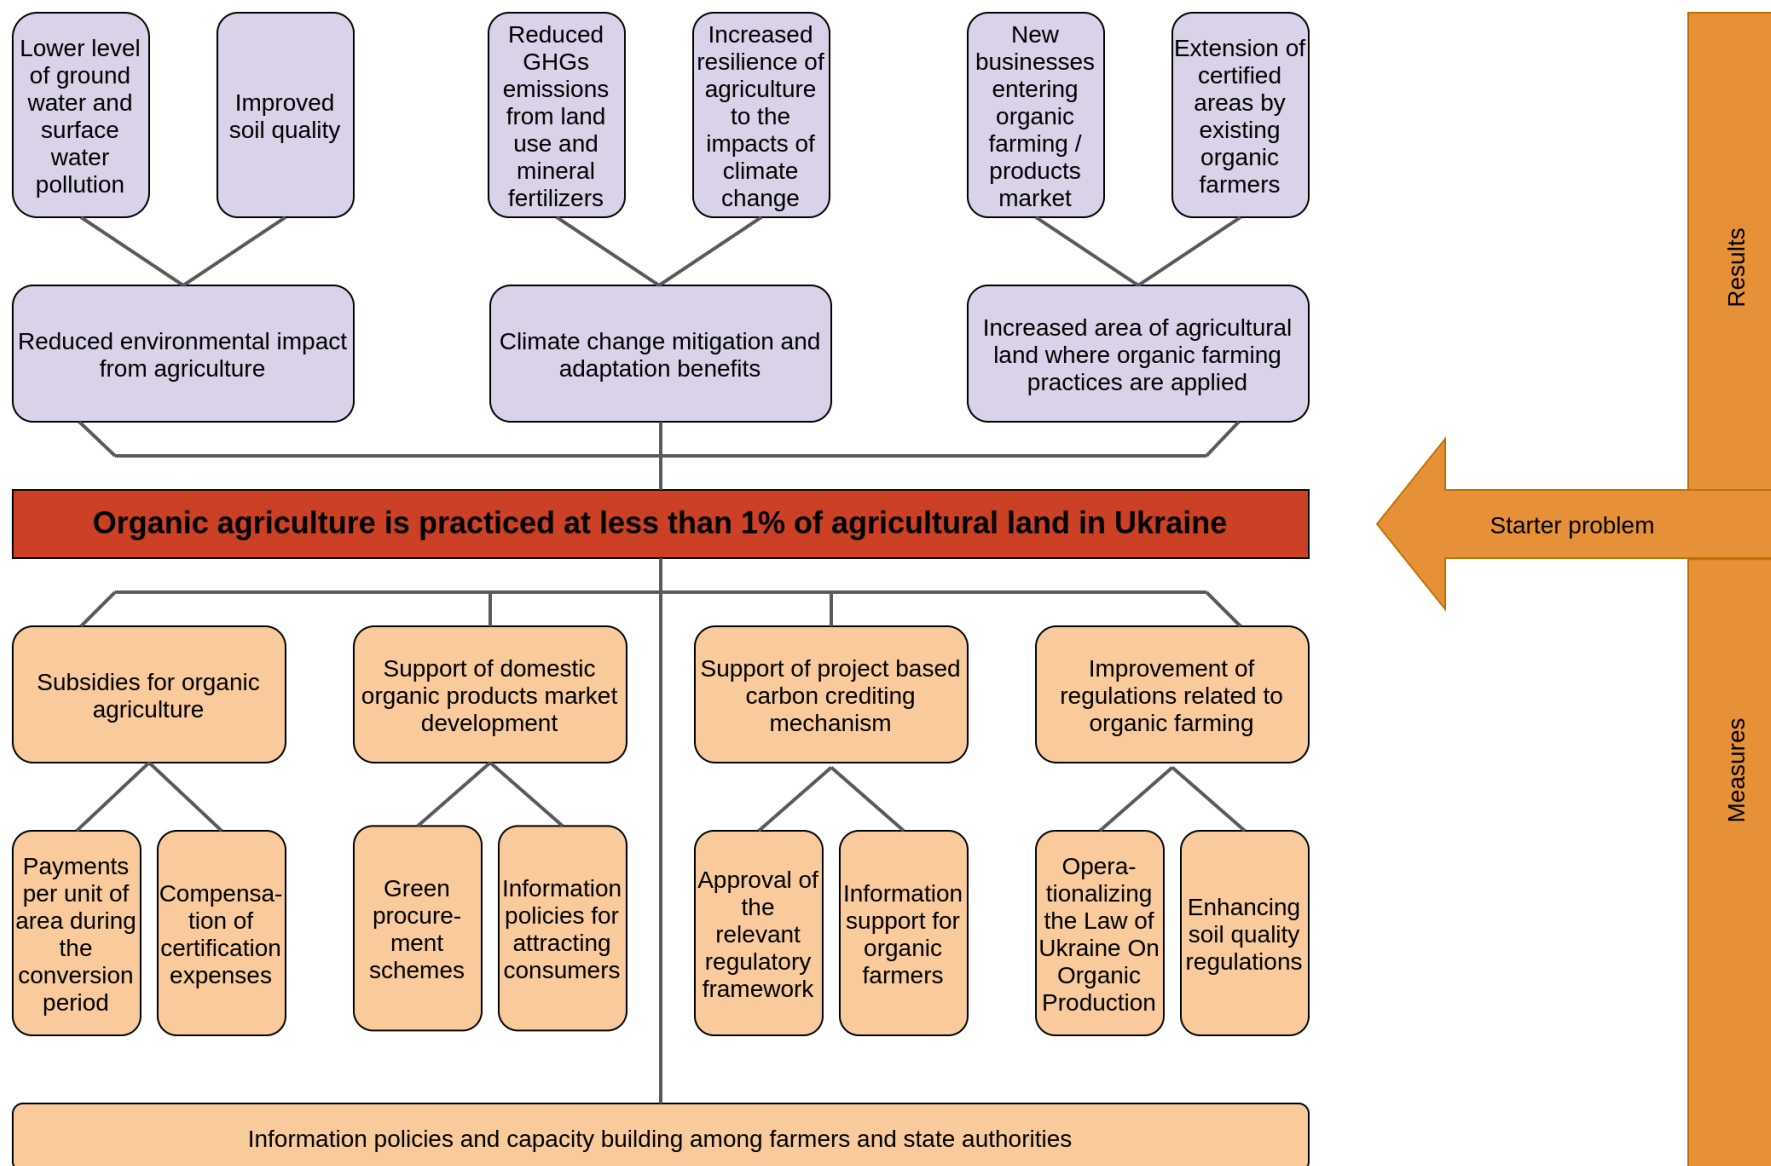 Lower level
of ground
water and
surface
water
pollution
Improved
soil quality
Reduced
GHGs
emissions
from land
use and
mineral
fertilizers
Increased
resilience of
agriculture
to the
impacts of
climate
change
New
businesses
entering
organic
farming /
products
market
Extension of
certified
areas by
existing
organic
farmers
Results
Reduced environmental impact
from agriculture
Climate change mitigation and
adaptation benefits
Increased area of agricultural
land where organic farming
practices are applied
Organic agriculture is practiced at less than 1% of agricultural land in Ukraine
Starter problem
Subsidies for organic
agriculture
Support of domestic
organic products market
development
Support of project based
carbon crediting
mechanism
Improvement of
regulations related to
organic farming
Measures
Payments
per unit of
area during
the
conversion
period
Compensa-
tion of
certification
expenses
Green
procure-
ment
schemes
Information
policies for
attracting
consumers
Approval of
the
relevant
regulatory
framework
Information
support for
organic
farmers
Opera-
tionalizing
the Law of
Ukraine On
Organic
Production
Enhancing
soil quality
regulations
Information policies and capacity building among farmers and state authorities